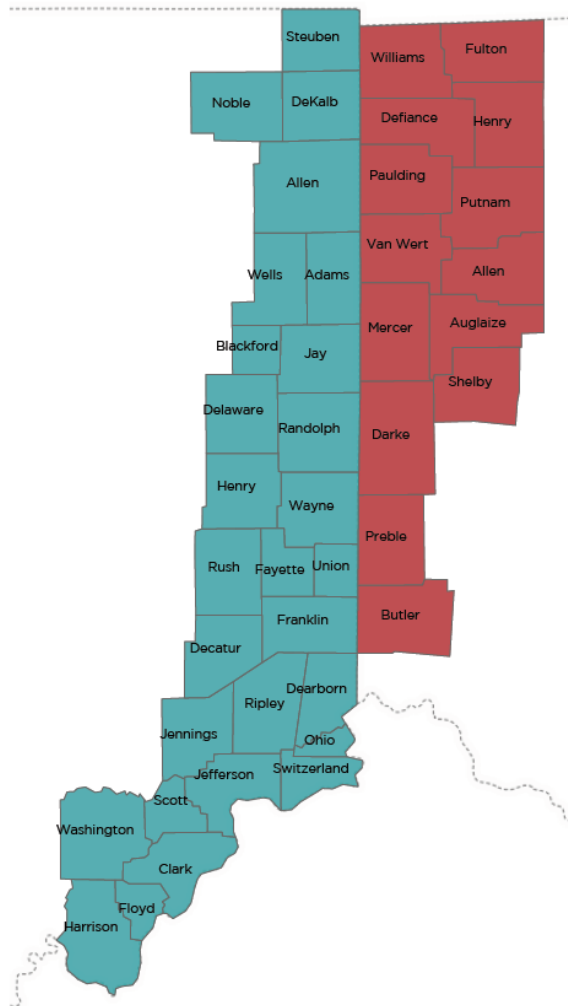 Steuben
Williams
Fulton
Noble
DeKalb
Defiance
Henry
Allen
Paulding
Putnam
Van Wert
Allen
Wells
Adams
Mercer
Auglaize
Blackford
Jay
Shelby
Delaware
Randolph
Darke
Henry
Wayne
Preble
Rush
Fayette
Union
Franklin
Butler
Decatur
Dearborn
Ripley
Jennings
Ohio
Jefferson
Switzerland
Scott
Washington
Clark
Floyd
Harrison